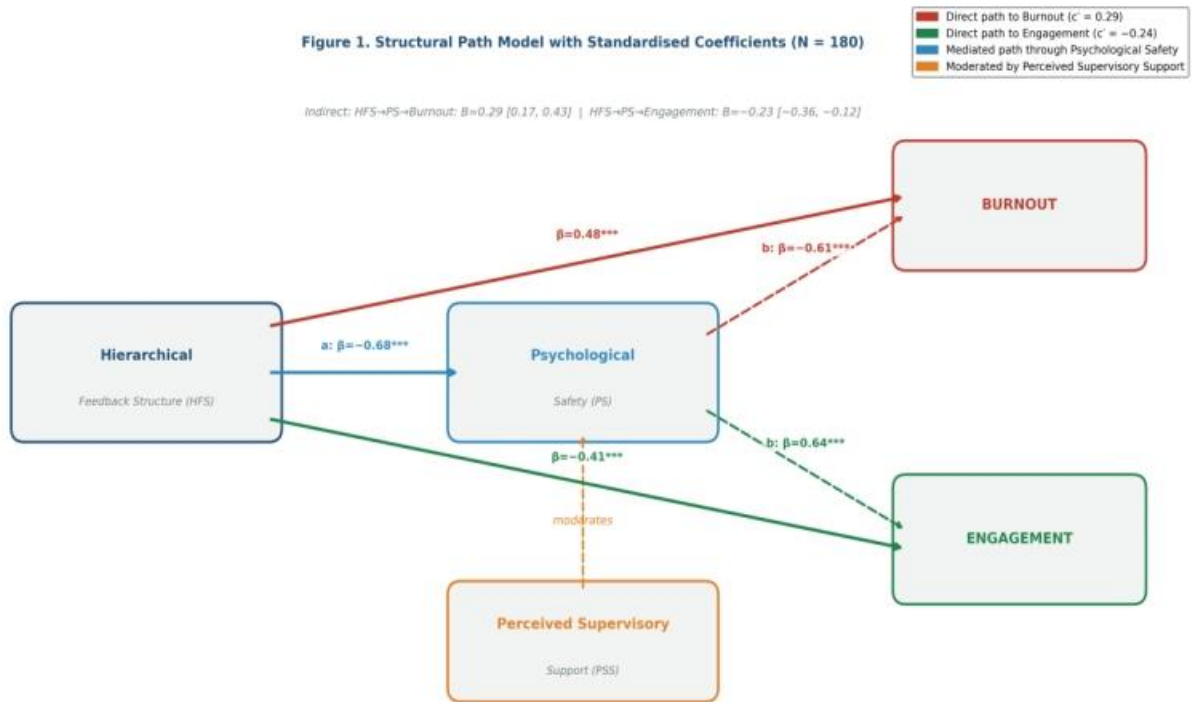 Direct path to Burnout (c′ = 0.29)
Direct path to Engagement (c′ = −0.24)
Mediated path through Psychological Safety
Moderated by Perceived Supervisory Support
Figure 1. Structural Path Model with Standardised Coefficients (N = 180)
Indirect: HFS→PS→Burnout: B=0.29 [0.17, 0.43] | HFS→PS→Engagement: B=−0.23 [−0.36, −0.12]
BURNOUT
β=0.48***
b: β=−0.61***
Hierarchical
Feedback Structure (HFS)
a: β=−0.68***
Psychological
Safety (PS)
b: β=0.64***
β=−0.41***
moderates
ENGAGEMENT
Perceived Supervisory
Support (PSS)